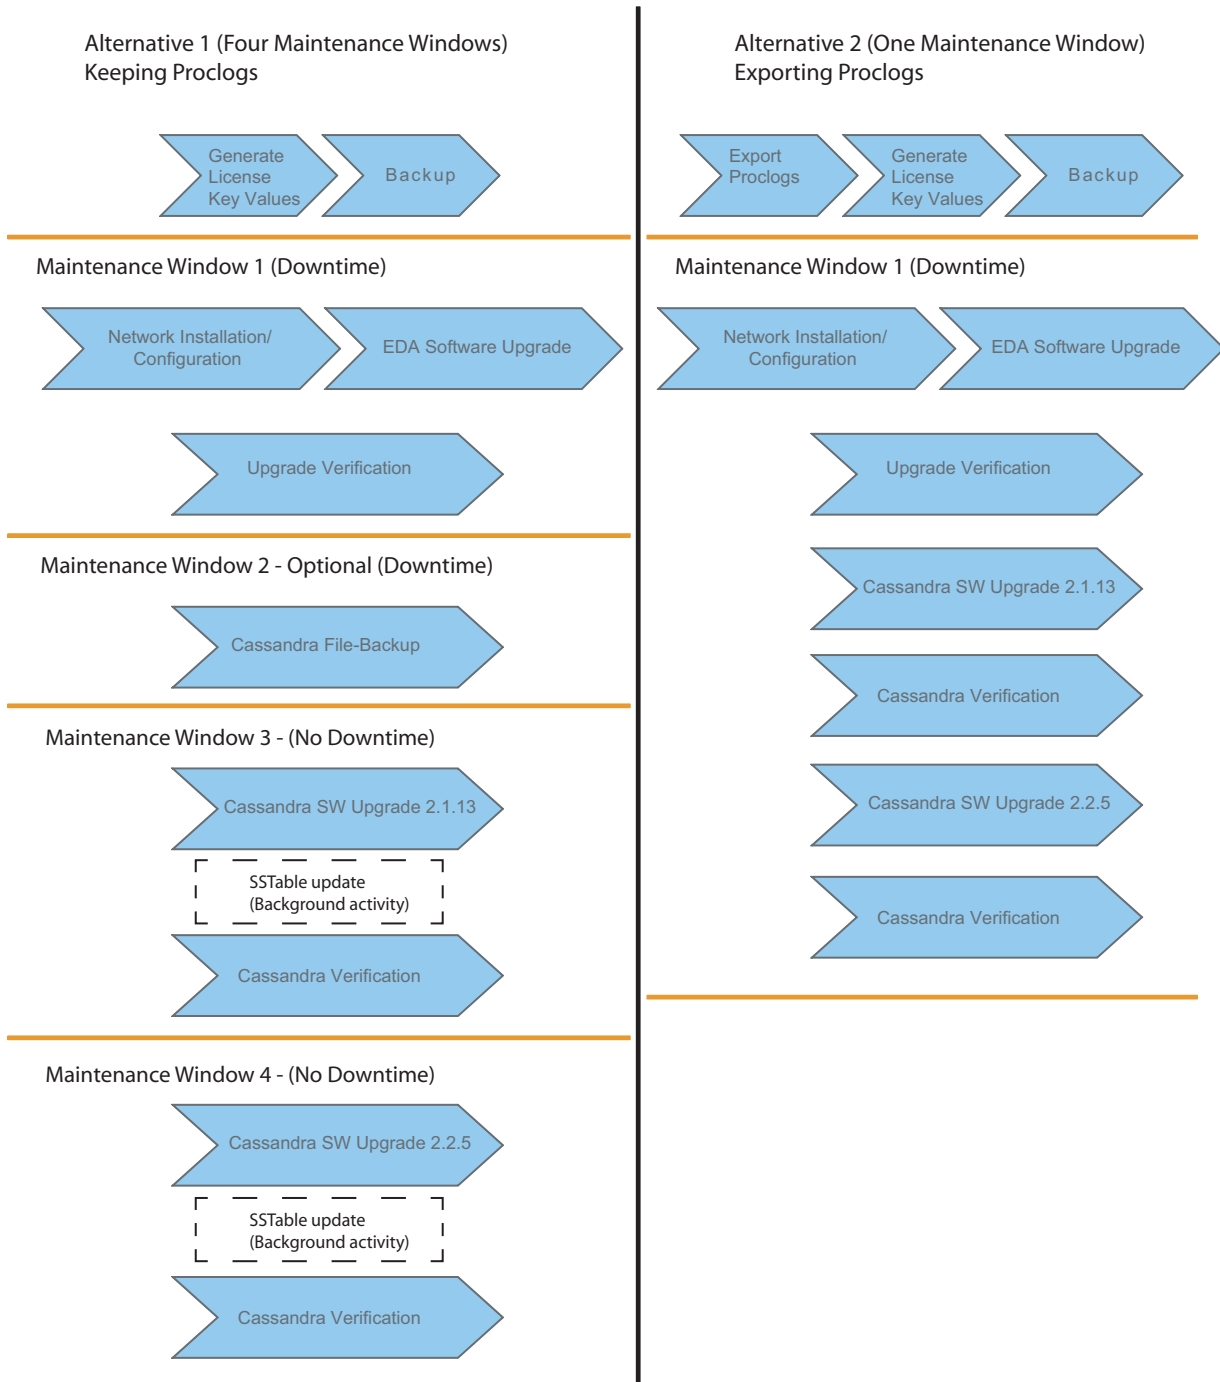 Alternative 1 (Four Maintenance Windows)
Keeping Proclogs
Generate
License
Key Values
Backup
Maintenance Window 1 (Downtime)
Network Installation/
Configuration
EDA Software Upgrade
Upgrade Verification
Maintenance Window 2 - Optional (Downtime)
Cassandra File-Backup
Maintenance Window 3 - (No Downtime)
Cassandra SW Upgrade 2.1.13
SSTable update
(Background activity)
Cassandra Verification
Maintenance Window 4 - (No Downtime)
Cassandra SW Upgrade 2.2.5
SSTable update
(Background activity)
Cassandra Verification
Alternative 2 (One Maintenance Window)
Exporting Proclogs
Export
Proclogs
Generate
License
Key Values
Backup
Maintenance Window 1 (Downtime)
Network Installation/
Configuration
EDA Software Upgrade
Upgrade Verification
Cassandra SW Upgrade 2.1.13
Cassandra Verification
Cassandra SW Upgrade 2.2.5
Cassandra Verification